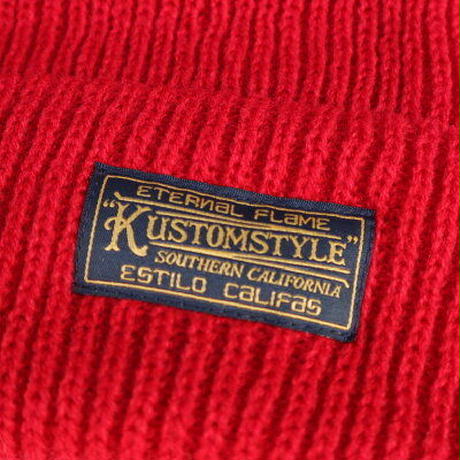 ETERNAL FLAME
"KUSTOMSTYLE"
SOUTHERN CALIFORNIA
ESTILO CALIFAS